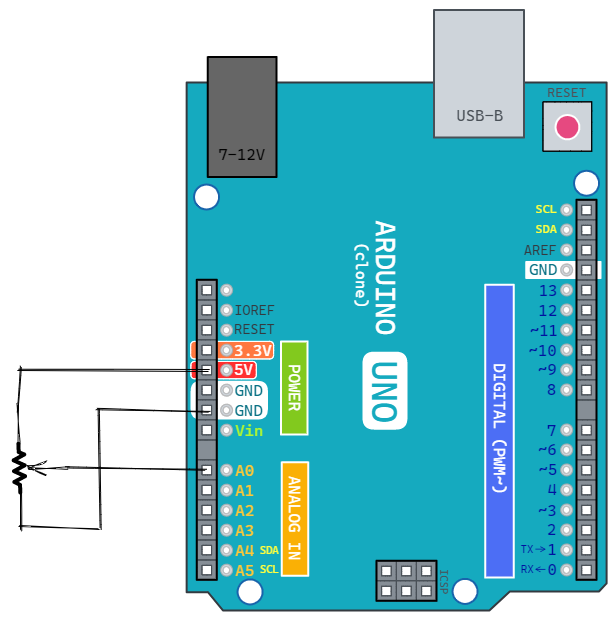 7-12V
USB-B
RESET
ARDUINO
(clone)
UNO
SCL
SDA
AREF
GND
13
12
~11
~10
~9
8
7
~6
~5
4
~3
2
TX→1
RX←0
DIGITAL (PWM~)
IOREF
RESET
3.3V
5V
GND
GND
Vin
POWER
A0
A1
A2
A3
A4 SDA
A5 SCL
ANALOG IN
ICSP